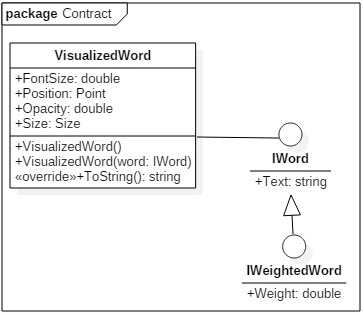 package Contract
VisualizedWord
+FontSize: double
+Position: Point
+Opacity: double
+Size: Size
+VisualizedWord()
+VisualizedWord(word: IWord)
«override»+ToString(): string
IWord
+Text: string
IWeightedWord
+Weight: double